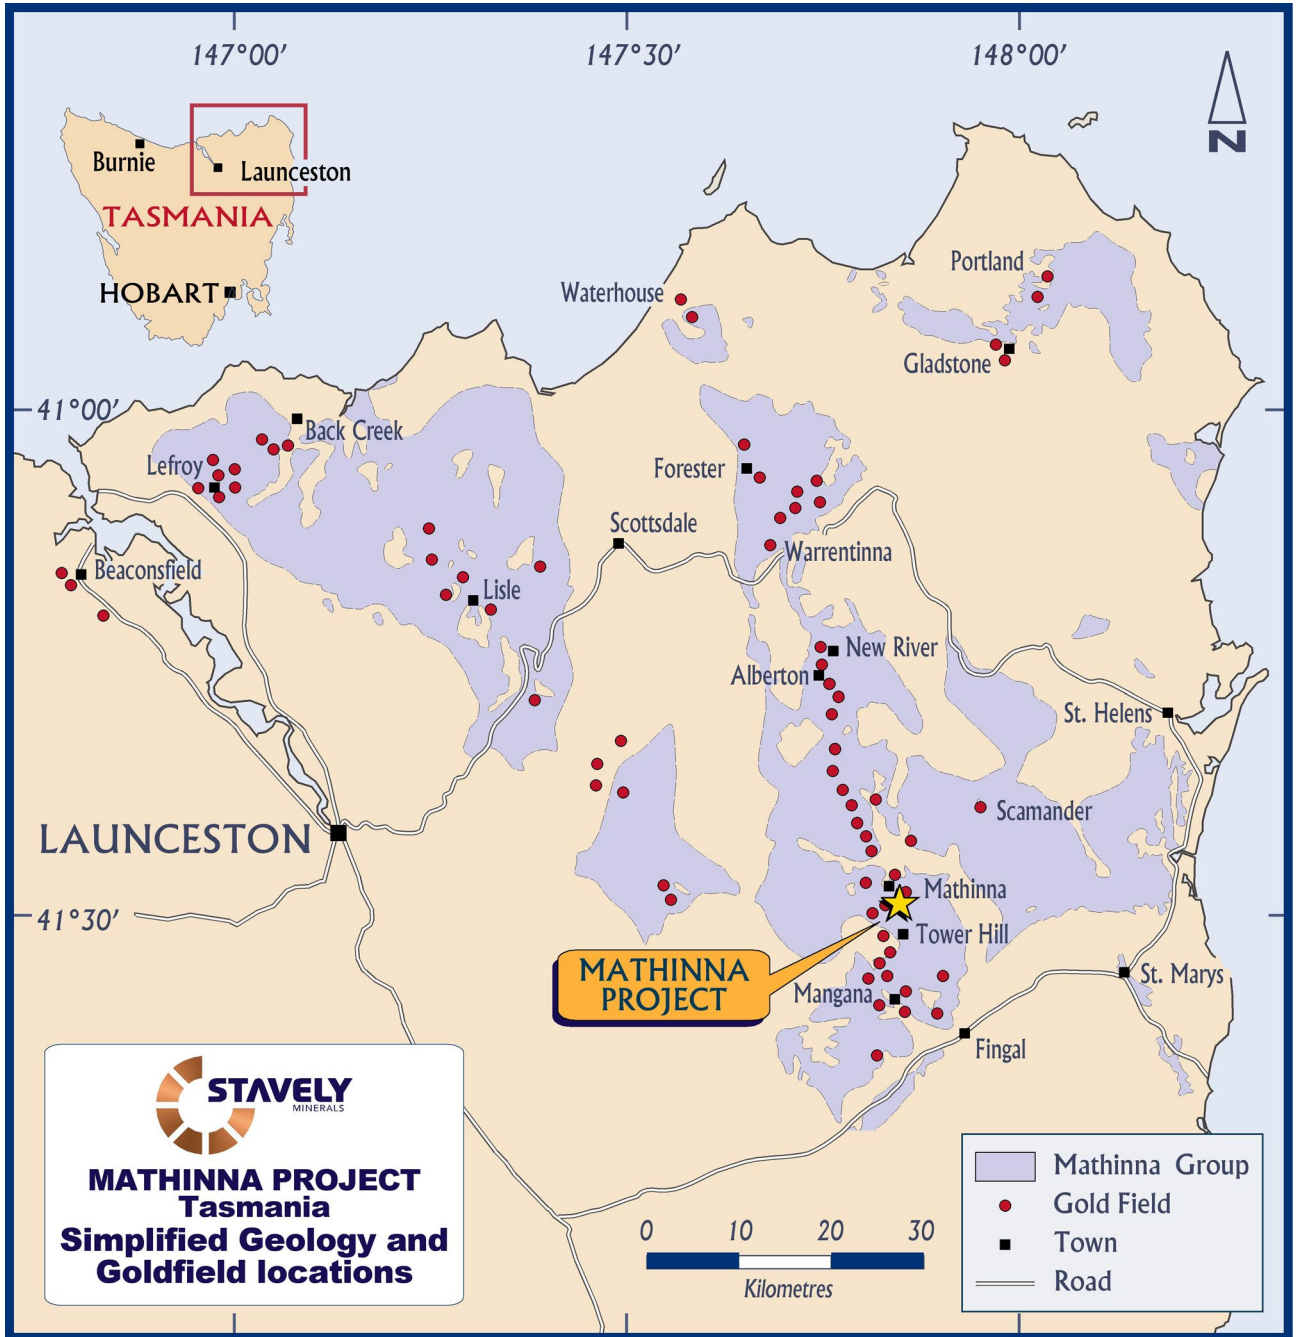 147°00'
147°30'
148°00'
N
Burnie
Launceston
TASMANIA
HOBART
Portland
Waterhouse
Gladstone
41°00'
Back Creek
Lefroy
Forester
Scottsdale
Warrentinna
Beaconsfield
Lisle
New River
Alberton
St. Helens
Scamander
LAUNCESTON
Mathinna
41°30'
Tower Hill
MATHINNA
PROJECT
St. Marys
Mangana
Fingal
STAVELY
MINERALS
MATHINNA PROJECT
Tasmania
Simplified Geology and
Goldfield locations
0 10 20 30
Kilometres
Mathinna Group
Gold Field
Town
Road